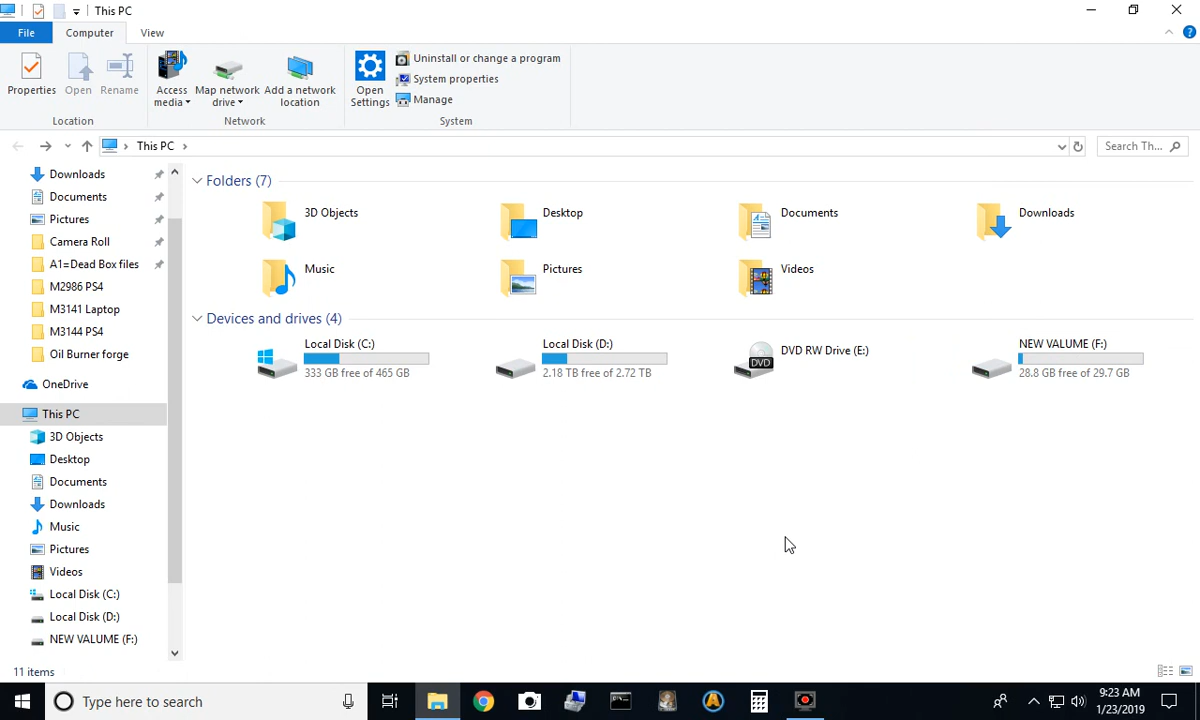 This PC
File
Computer
View
Properties
Open
Rename
Access media
Map network drive
Add a network location
Open Settings
Uninstall or change a program
System properties
Manage
Location
Network
System
This PC
Search Th...
Downloads
Documents
Pictures
Camera Roll
A1=Dead Box files
M2986 PS4
M3141 Laptop
M3144 PS4
Oil Burner forge
OneDrive
This PC
3D Objects
Desktop
Documents
Downloads
Music
Pictures
Videos
Local Disk (C:)
Local Disk (D:)
NEW VALUME (F:)
Folders (7)
3D Objects
Desktop
Documents
Downloads
Music
Pictures
Videos
Devices and drives (4)
Local Disk (C:)
333 GB free of 465 GB
Local Disk (D:)
2.18 TB free of 2.72 TB
DVD
DVD RW Drive (E:)
NEW VALUME (F:)
28.8 GB free of 29.7 GB
11 items
Type here to search
9:23 AM
1/23/2019